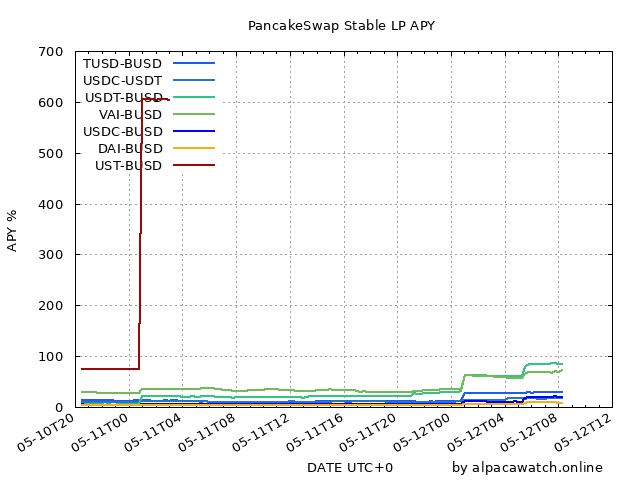 PancakeSwap Stable LP APY
700
600
500
400
300
200
100
0
APY %
TUSD-BUSD
USDC-USDT
USDT-BUSD
VAI-BUSD
USDC-BUSD
DAI-BUSD
UST-BUSD
05-10T20
05-11T00
05-11T04
05-11T08
05-11T12
05-11T16
05-11T20
05-12T00
05-12T04
05-12T08
05-12T12
DATE UTC+0
by alpacawatch.online